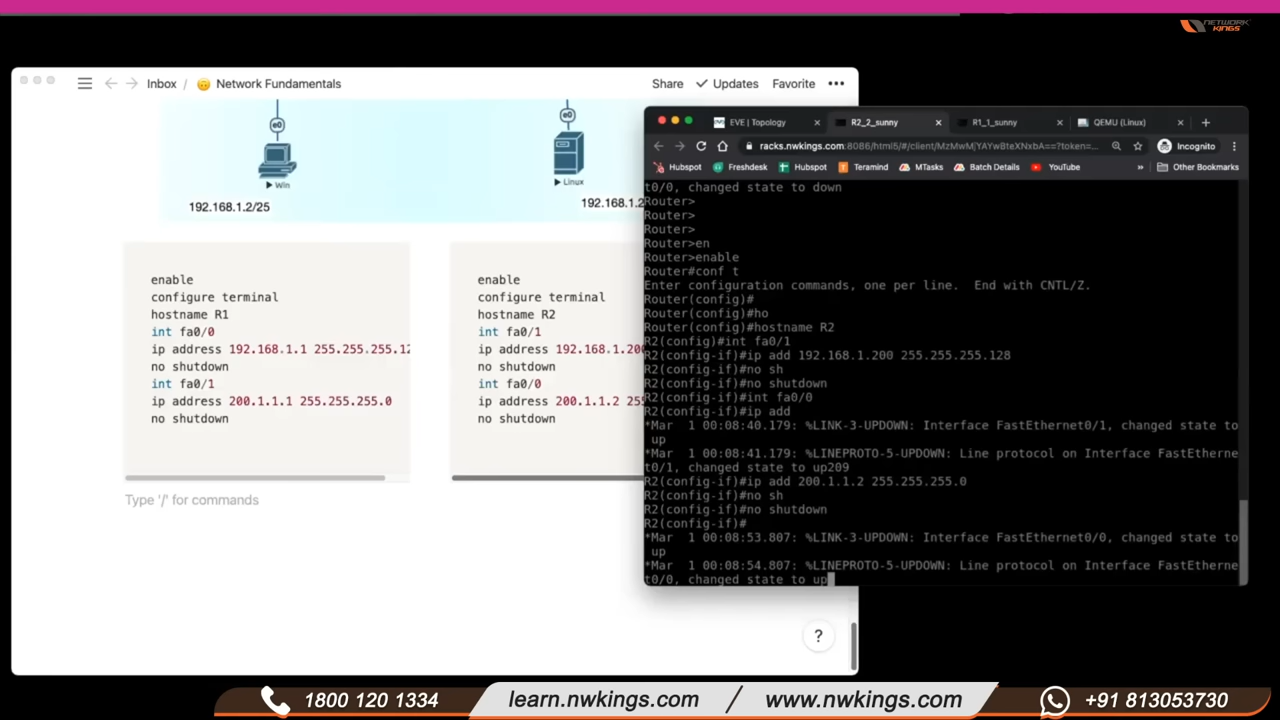 NETWORK
KINGS
Inbox / Network Fundamentals
Share Updates Favorite
e0
e0
Win
Linux
192.168.1.2/25
192.168.1.2
enable
configure terminal
hostname R1
int fa0/0
ip address 192.168.1.1 255.255.255.12
no shutdown
int fa0/1
ip address 200.1.1.1 255.255.255.0
no shutdown
enable
configure terminal
hostname R2
int fa0/1
ip address 192.168.1.200
no shutdown
int fa0/0
ip address 200.1.1.2 255
no shutdown
Type '/' for commands
?
EVE | Topology
R2_2_sunny
R1_1_sunny
QEMU (Linux)
racks.nwkings.com:8086/html5/#/client/MzMwMjYAYwBteXNxbA==?token=...
Incognito
Hubspot Freshdesk Hubspot Teramind MTasks Batch Details YouTube » Other Bookmarks
t0/0, changed state to down
Router>
Router>
Router>
Router>en
Router>enable
Router#conf t
Enter configuration commands, one per line. End with CNTL/Z.
Router(config)#
Router(config)#ho
Router(config)#hostname R2
R2(config)#int fa0/1
R2(config-if)#ip add 192.168.1.200 255.255.255.128
R2(config-if)#no sh
R2(config-if)#no shutdown
R2(config-if)#int fa0/0
R2(config-if)#ip add
*Mar 1 00:08:40.179: %LINK-3-UPDOWN: Interface FastEthernet0/1, changed state to
up
*Mar 1 00:08:41.179: %LINEPROTO-5-UPDOWN: Line protocol on Interface FastEtherne
t0/1, changed state to up209
R2(config-if)#ip add 200.1.1.2 255.255.255.0
R2(config-if)#no sh
R2(config-if)#no shutdown
R2(config-if)#
*Mar 1 00:08:53.807: %LINK-3-UPDOWN: Interface FastEthernet0/0, changed state to
up
*Mar 1 00:08:54.807: %LINEPROTO-5-UPDOWN: Line protocol on Interface FastEtherne
t0/0, changed state to up
1800 120 1334
learn.nwkings.com / www.nwkings.com
+91 813053730